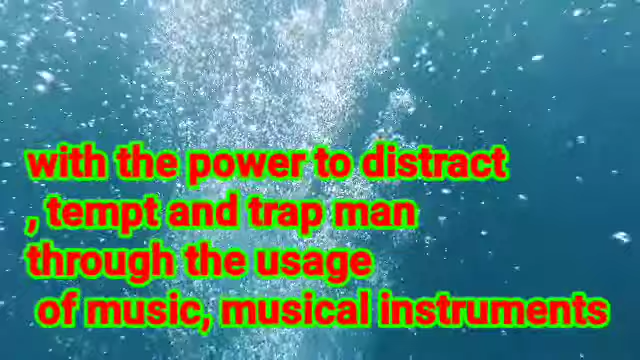 with the power to distract
, tempt and trap man
through the usage
of music, musical instruments